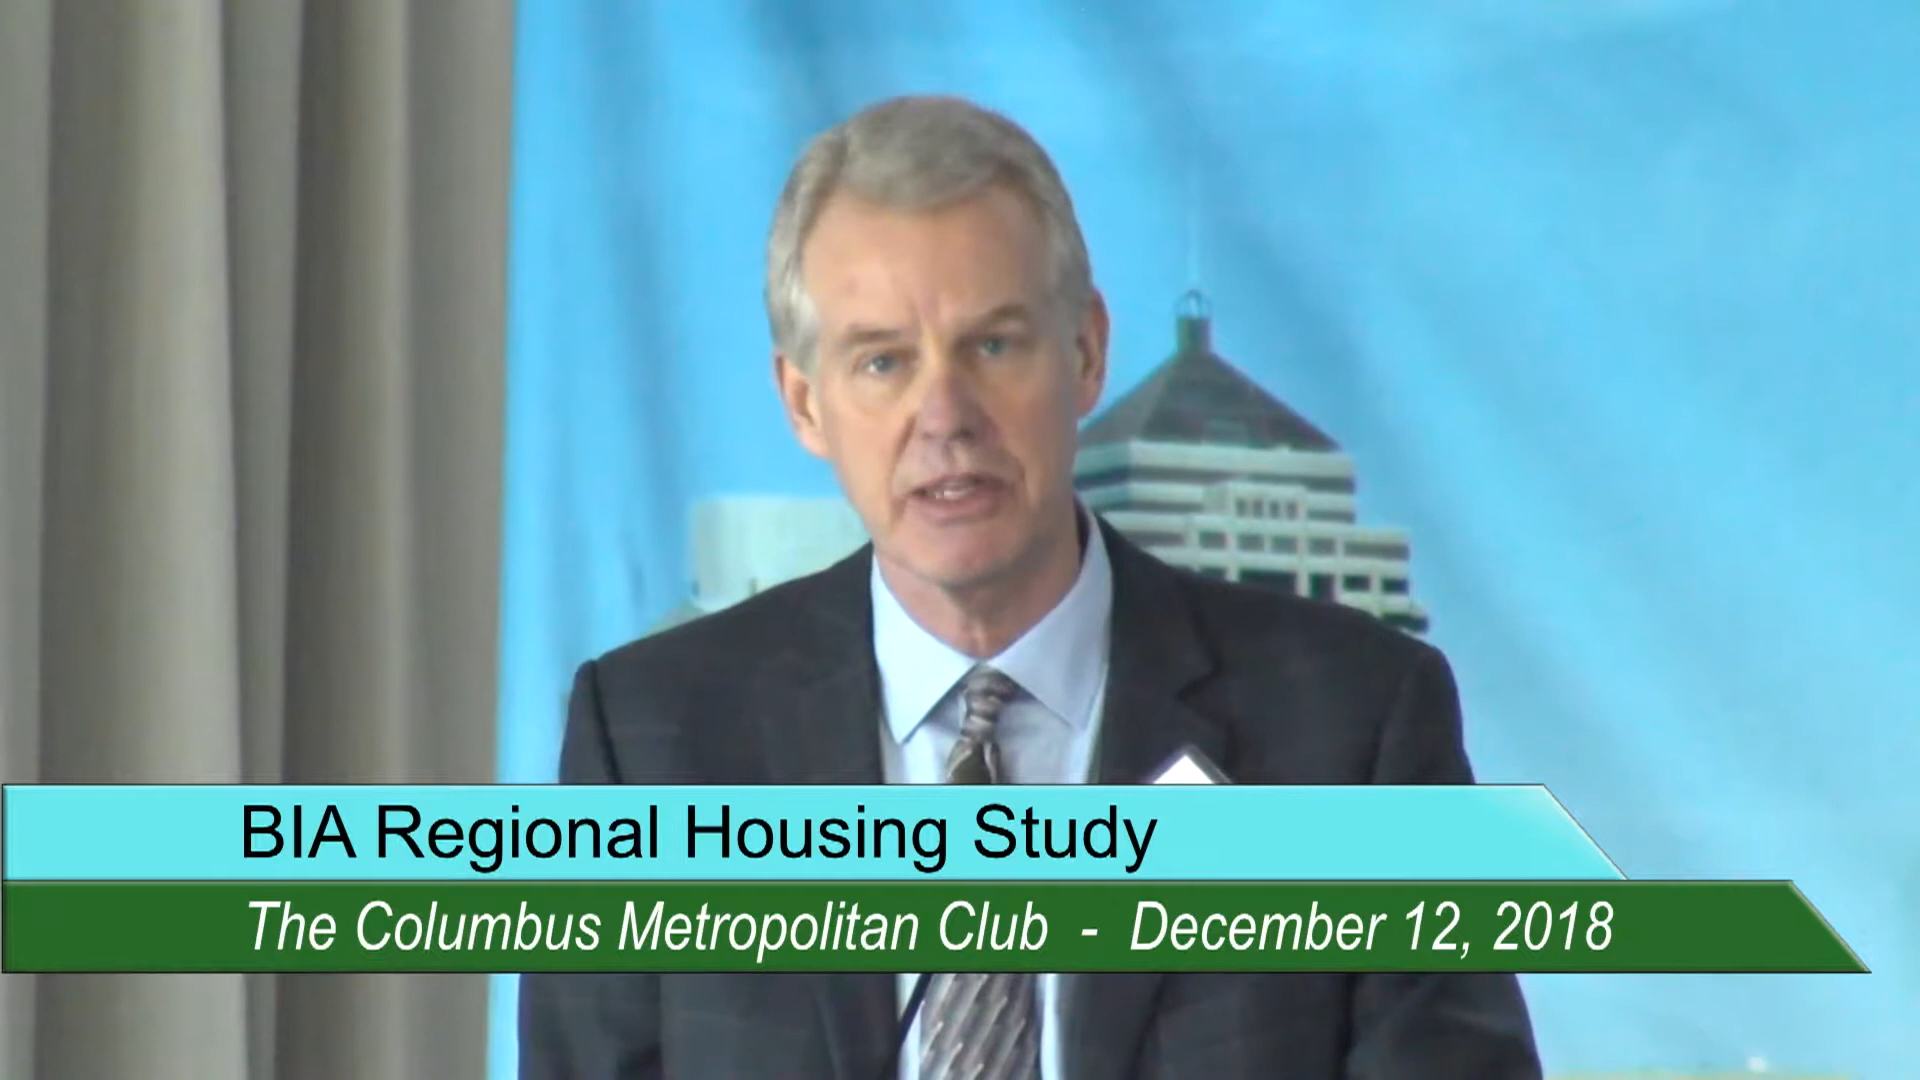 BIA Regional Housing Study
The Columbus Metropolitan Club - December 12, 2018